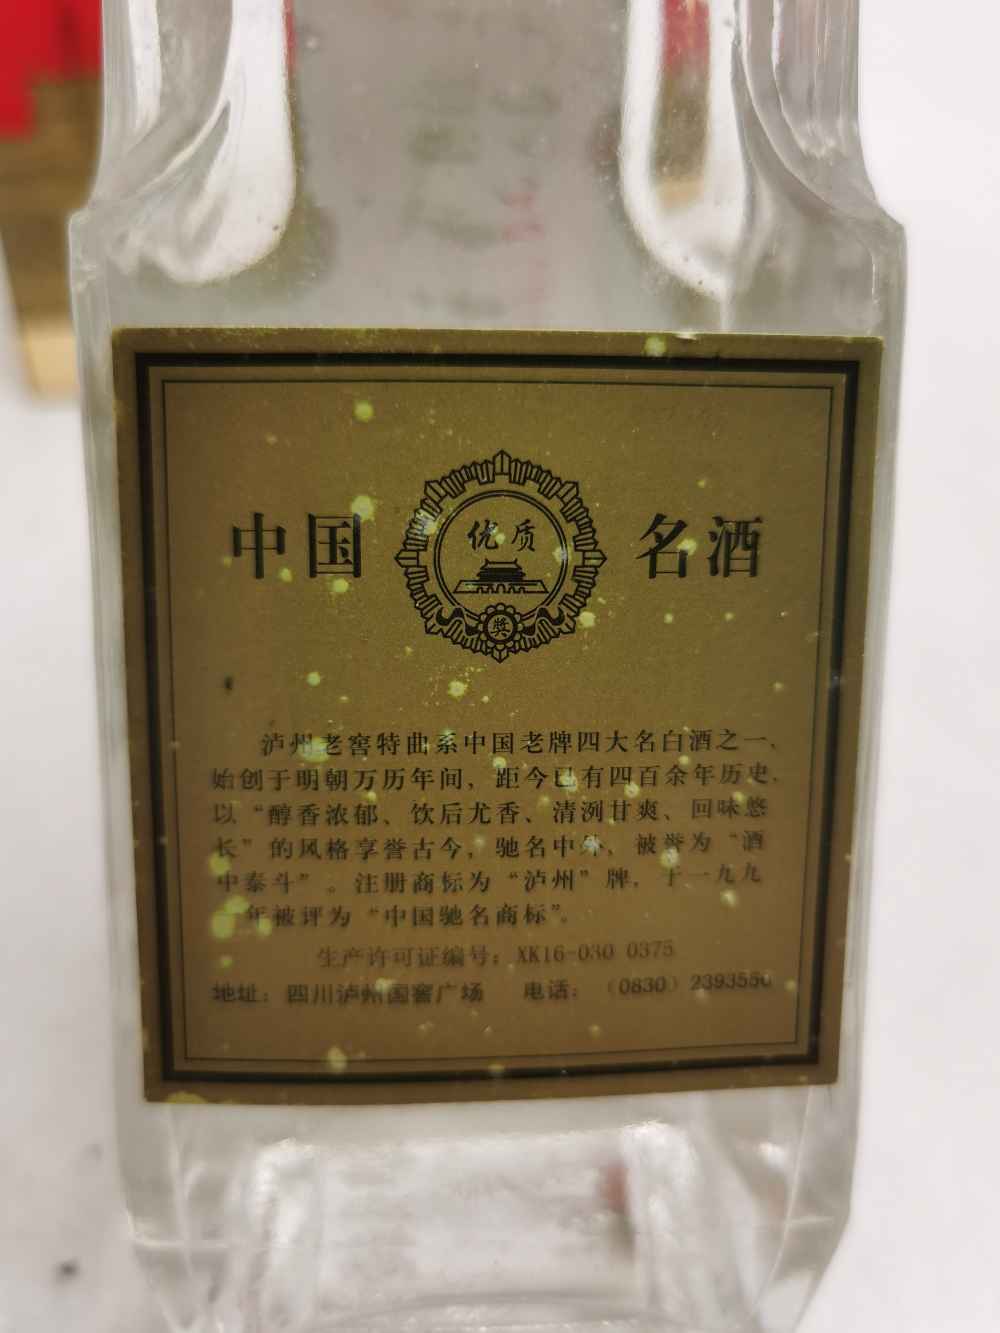 中国 优质 名酒
奖
泸州老窖特曲系中国老牌四大名白酒之一，
始创于明朝万历年间，距今已有四百余年历史，
以“醇香浓郁、饮后尤香、清洌甘爽、回味悠
长”的风格享誉古今，驰名中外，被誉为“酒
中泰斗”。注册商标为“泸州”牌，于一九九
年被评为“中国驰名商标”。
生产许可证编号：XK16-030 0375
地址：四川泸州国窖广场 电话：（0830）2393556